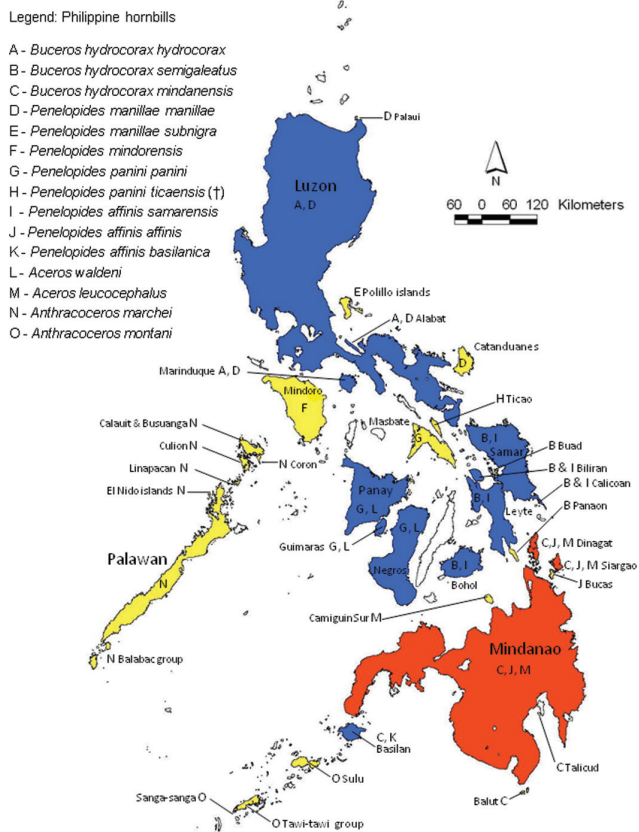 Legend: Philippine hornbills
A - Buceros hydrocorax hydrocorax
B - Buceros hydrocorax semigaleatus
C - Buceros hydrocorax mindanensis
D - Penelopides manillae manillae
E - Penelopides manillae subnigra
F - Penelopides mindorensis
G - Penelopides panini panini
H - Penelopides panini ticaensis (†)
I - Penelopides affinis samarensis
J - Penelopides affinis affinis
K - Penelopides affinis basilanica
L - Aceros waldeni
M - Aceros leucocephalus
N - Anthracoceros marchei
O - Anthracoceros montani
D Palaui
N
60 0 60 120 Kilometers
Luzon
A, D
E Polillo islands
A, D Alabat
Catanduanes
D
Marinduque A, D
Mindoro
F
H Ticao
Masbate
G
Calauit & Busuanga N
Culion N
N Coron
Linapacan N
El Nido islands N
B, I
Samar
B Buad
B & I Biliran
B & I Calicoan
B, I
Leyte
B Panaon
Panay
G, L
Guimaras G, L
G, L
Negros
B, I
Bohol
C, J, M Dinagat
C, J, M Siargao
J Bucas
Camiguin Sur M
Palawan
N
N Balabac group
Mindanao
C, J, M
C, K
Basilan
C Talicud
O Sulu
Balut C
Sanga-sanga O
O Tawi-tawi group